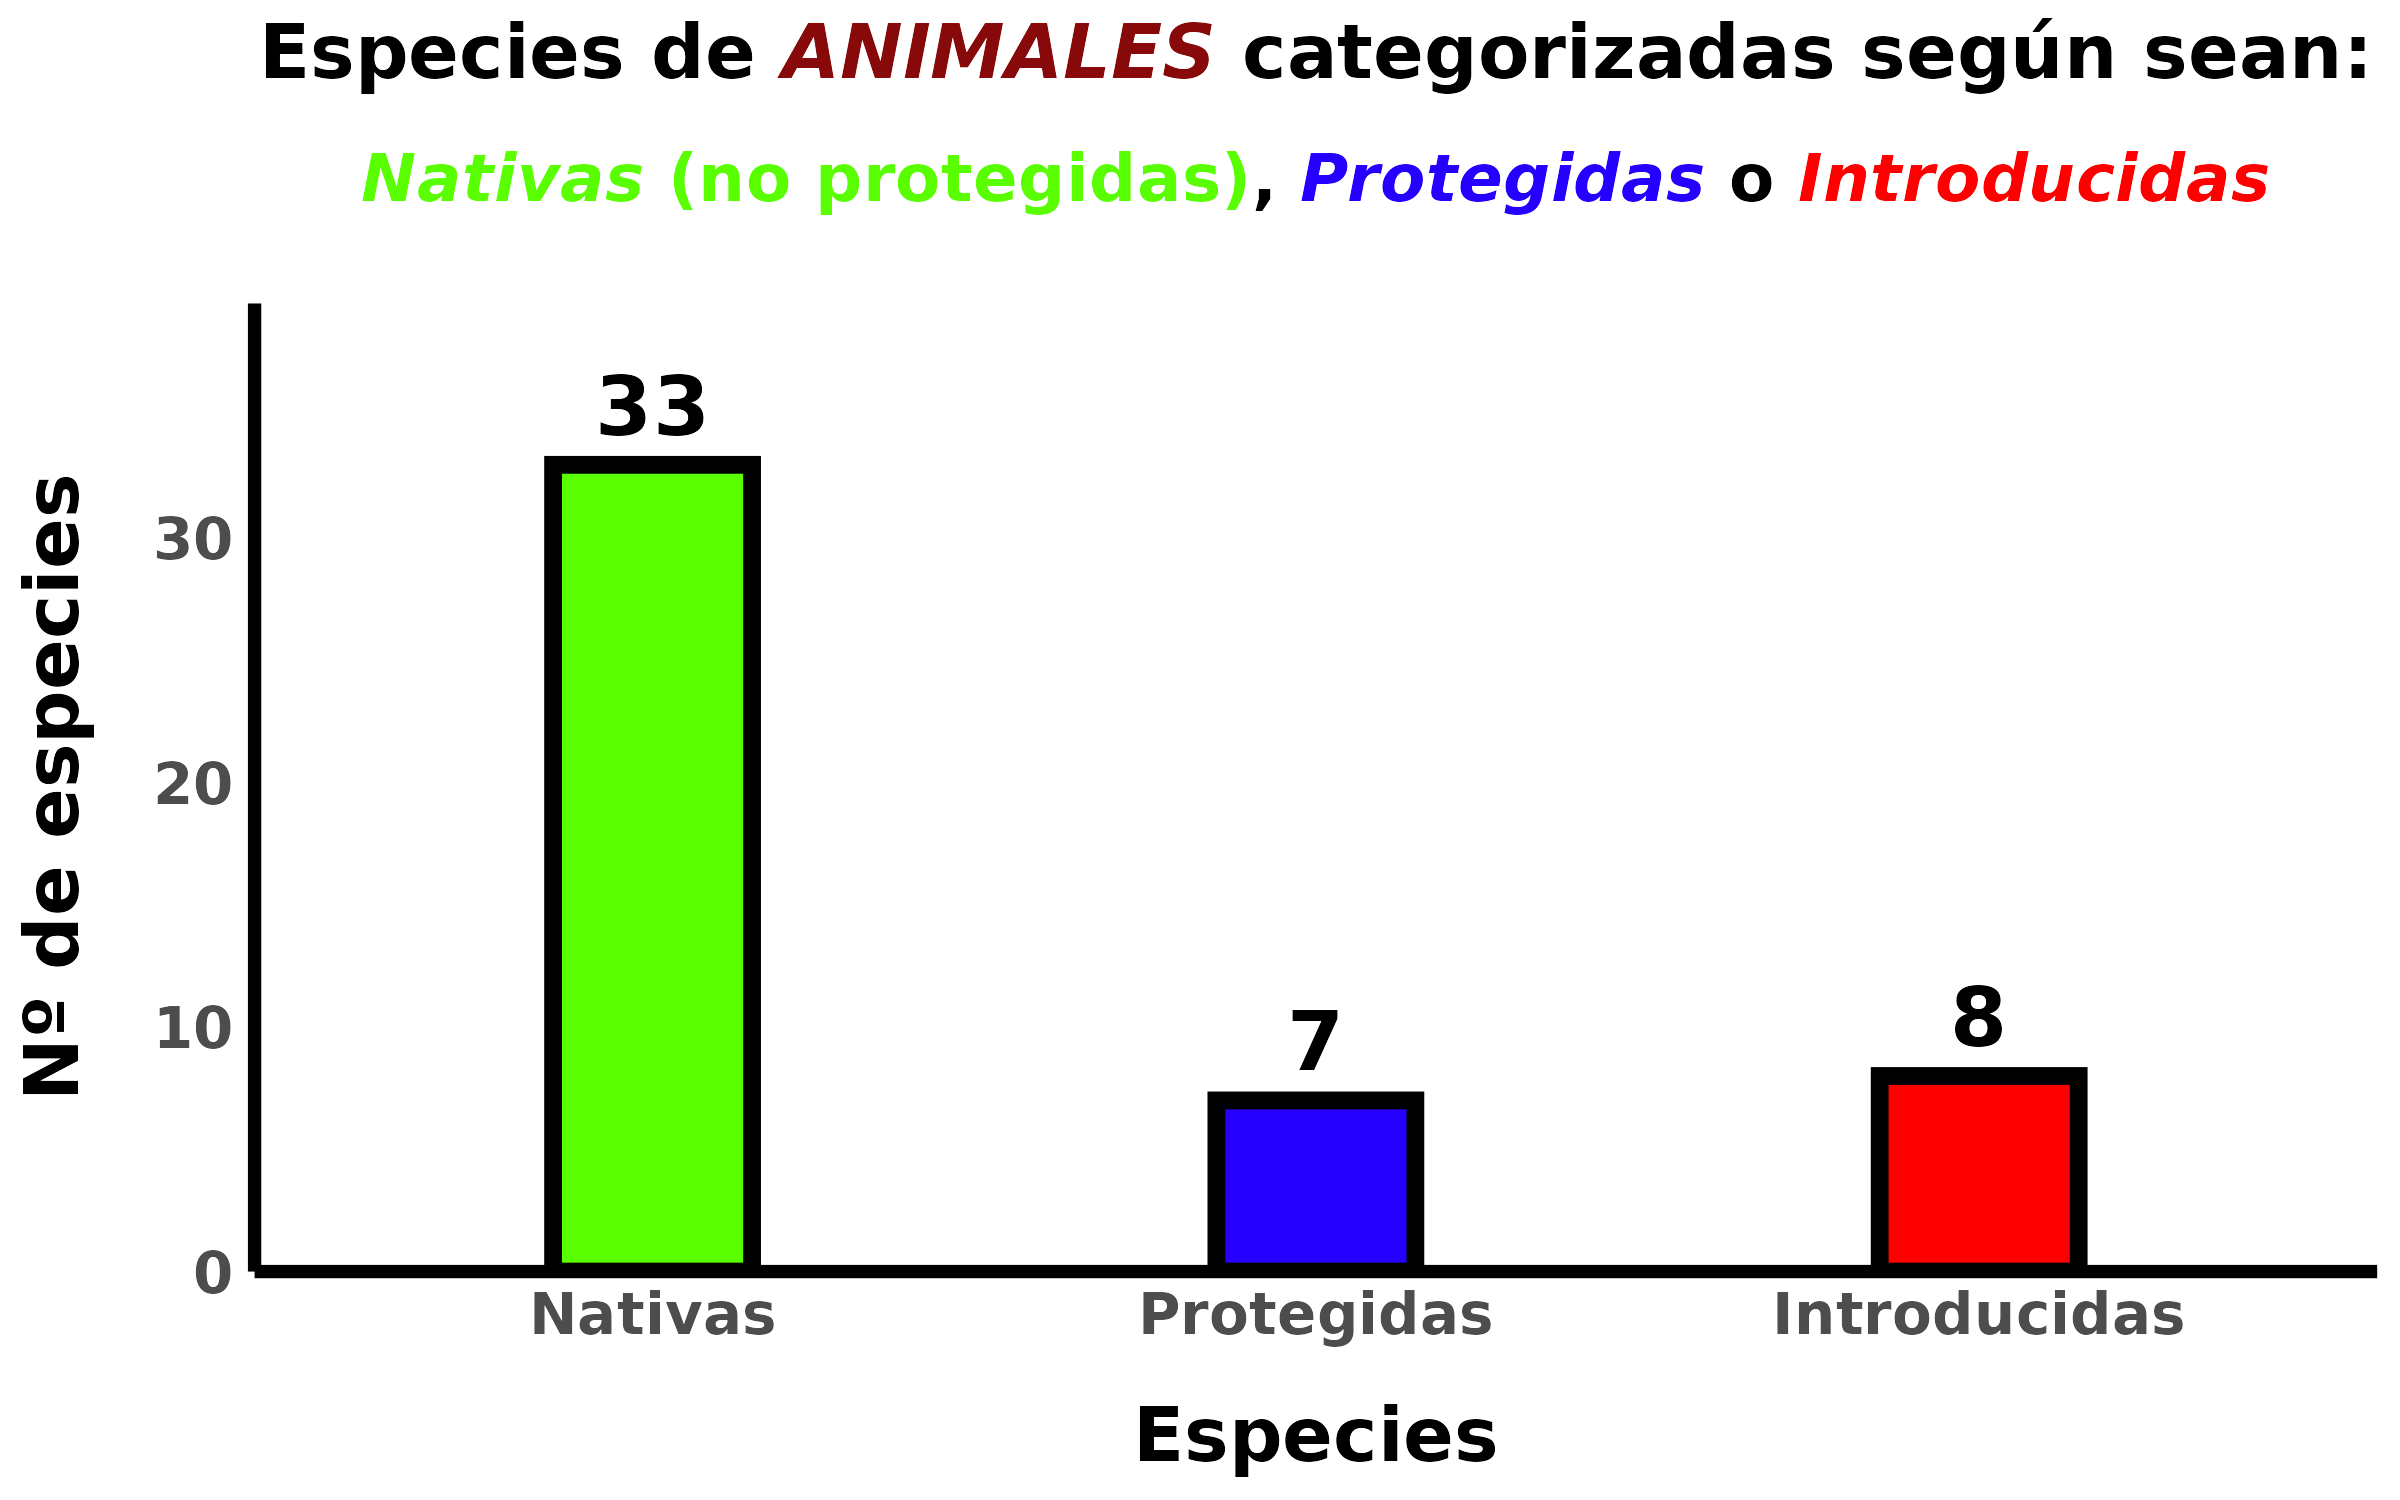 Especies de ANIMALES categorizadas según sean:
Nativas (no protegidas), Protegidas o Introducidas
Nº de especies
30
20
10
0
33
7
8
Nativas
Protegidas
Introducidas
Especies